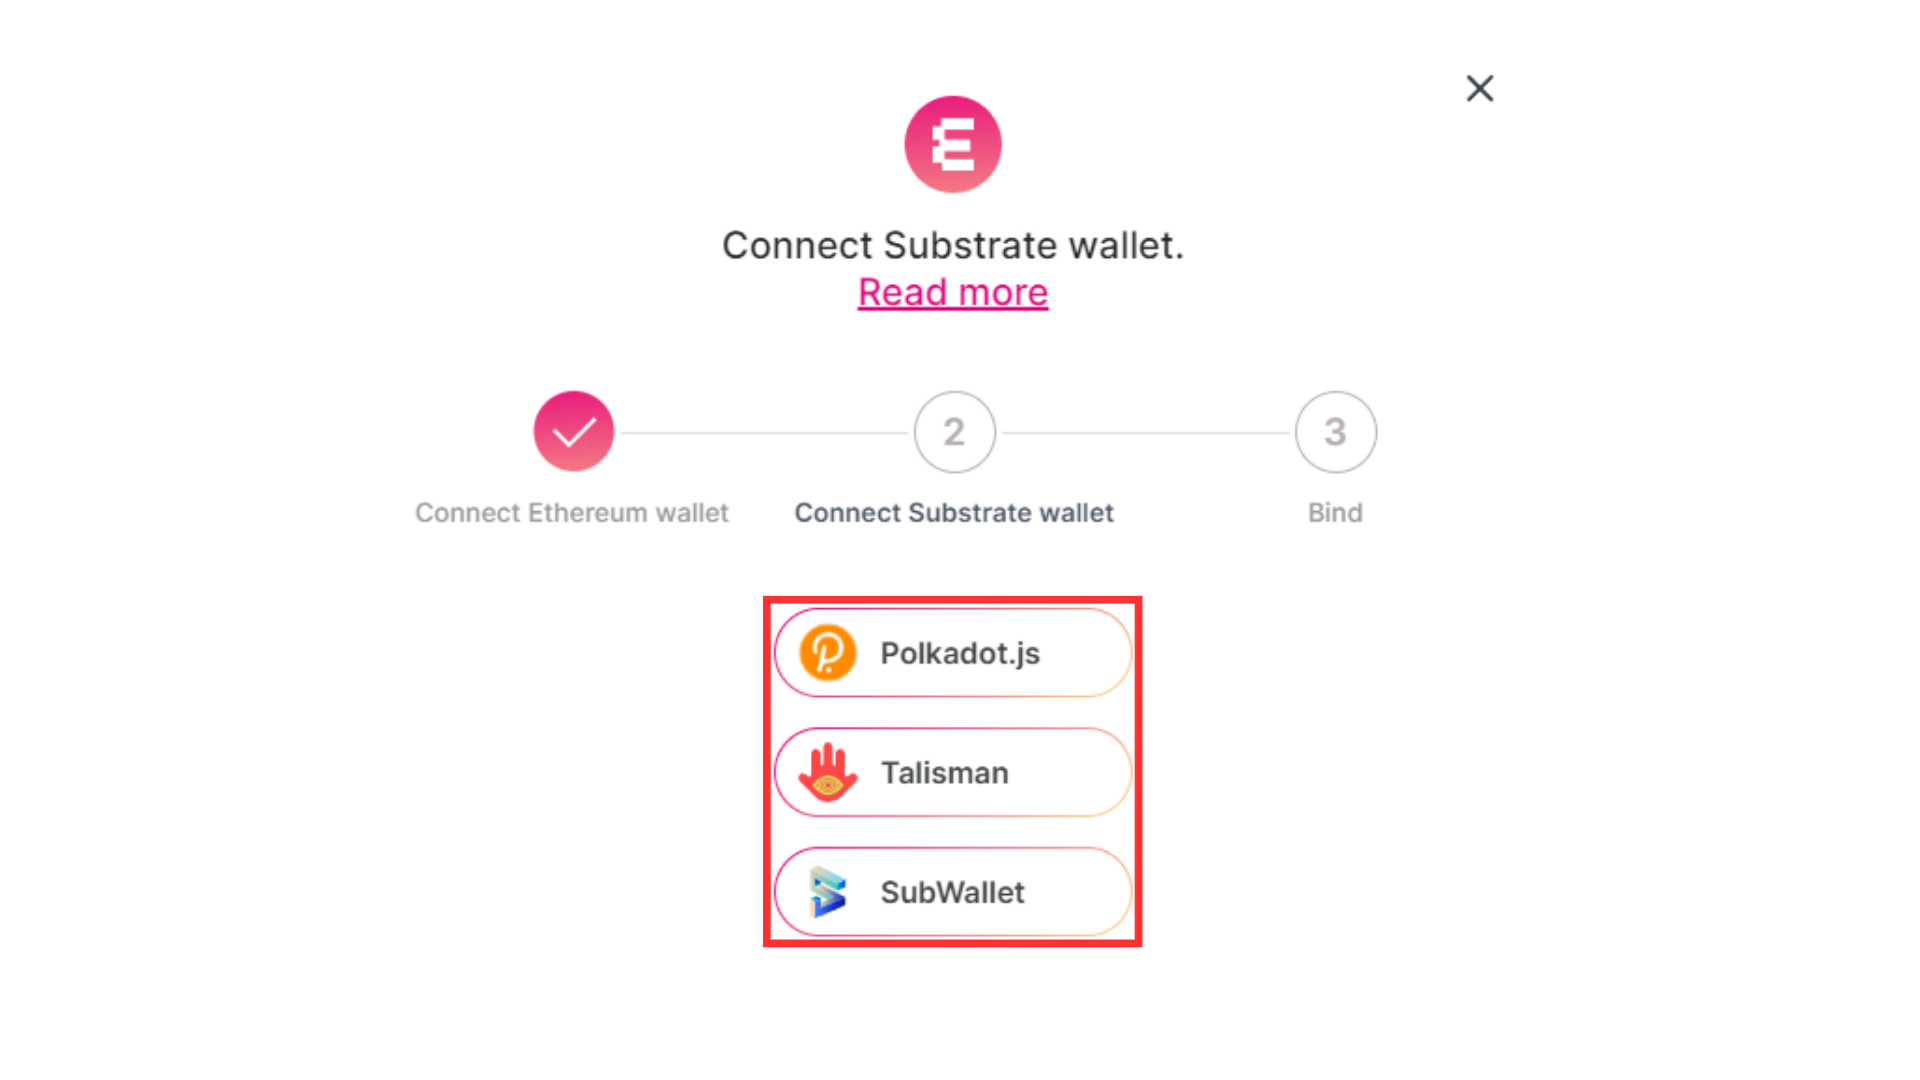 Connect Substrate wallet.
Read more
2
3
Connect Ethereum wallet
Connect Substrate wallet
Bind
Polkadot.js
Talisman
SubWallet